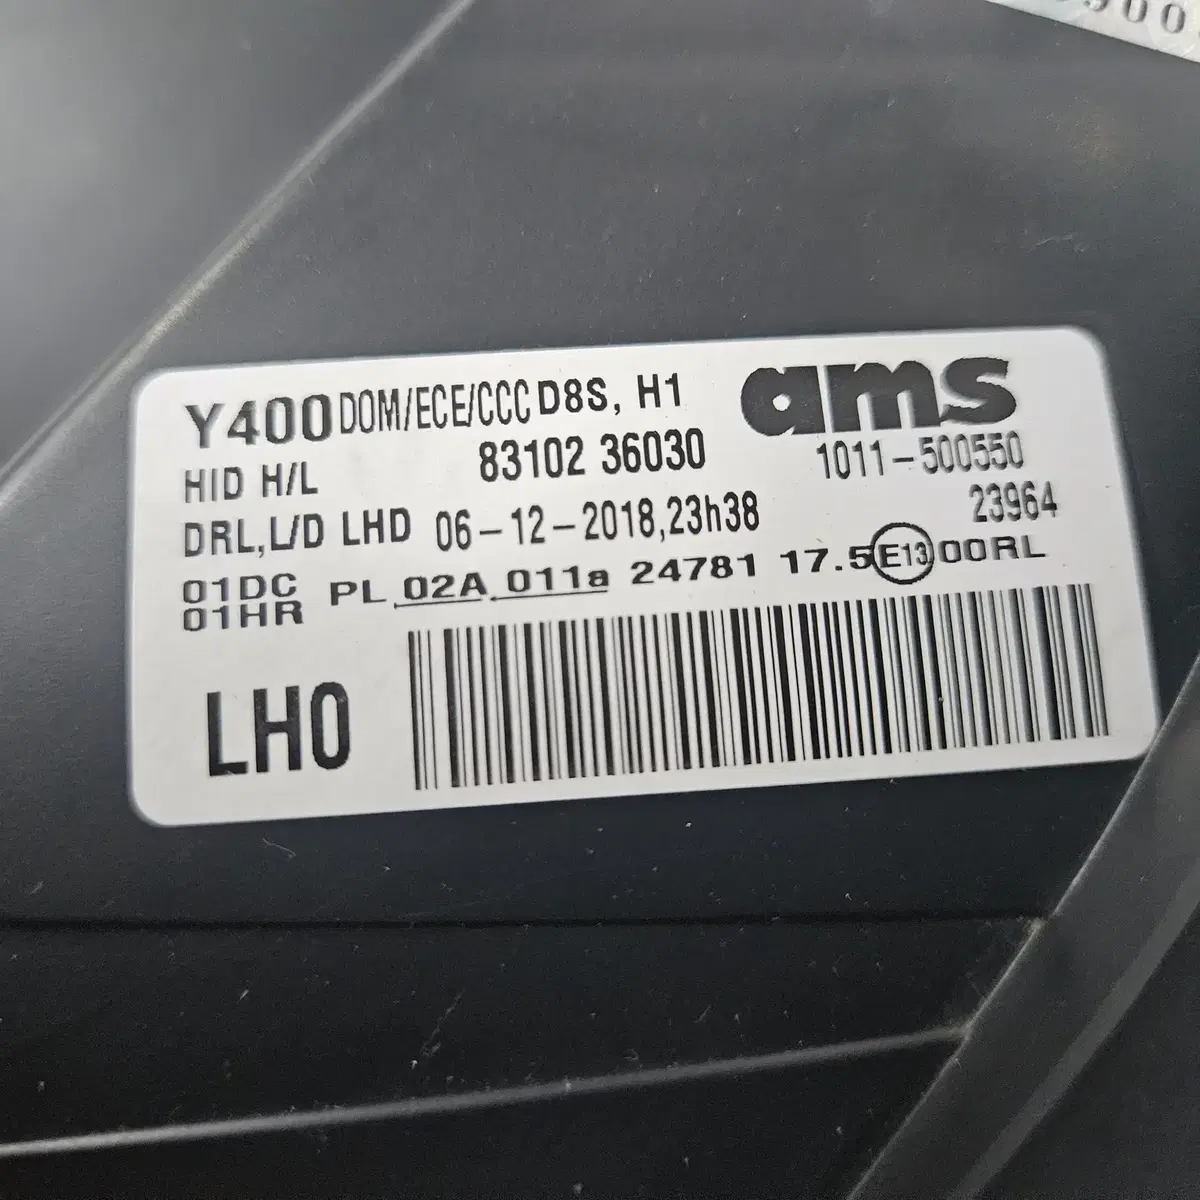 900
Y400 DOM/ECE/CCC D8S, H1 ams
HID H/L 83102 36030 1011-500550
DRL,L/D LHD 06-12-2018,23h38 23964
01DC
01HR PL 02A 011a 24781 17.5 E13 00RL
LH0